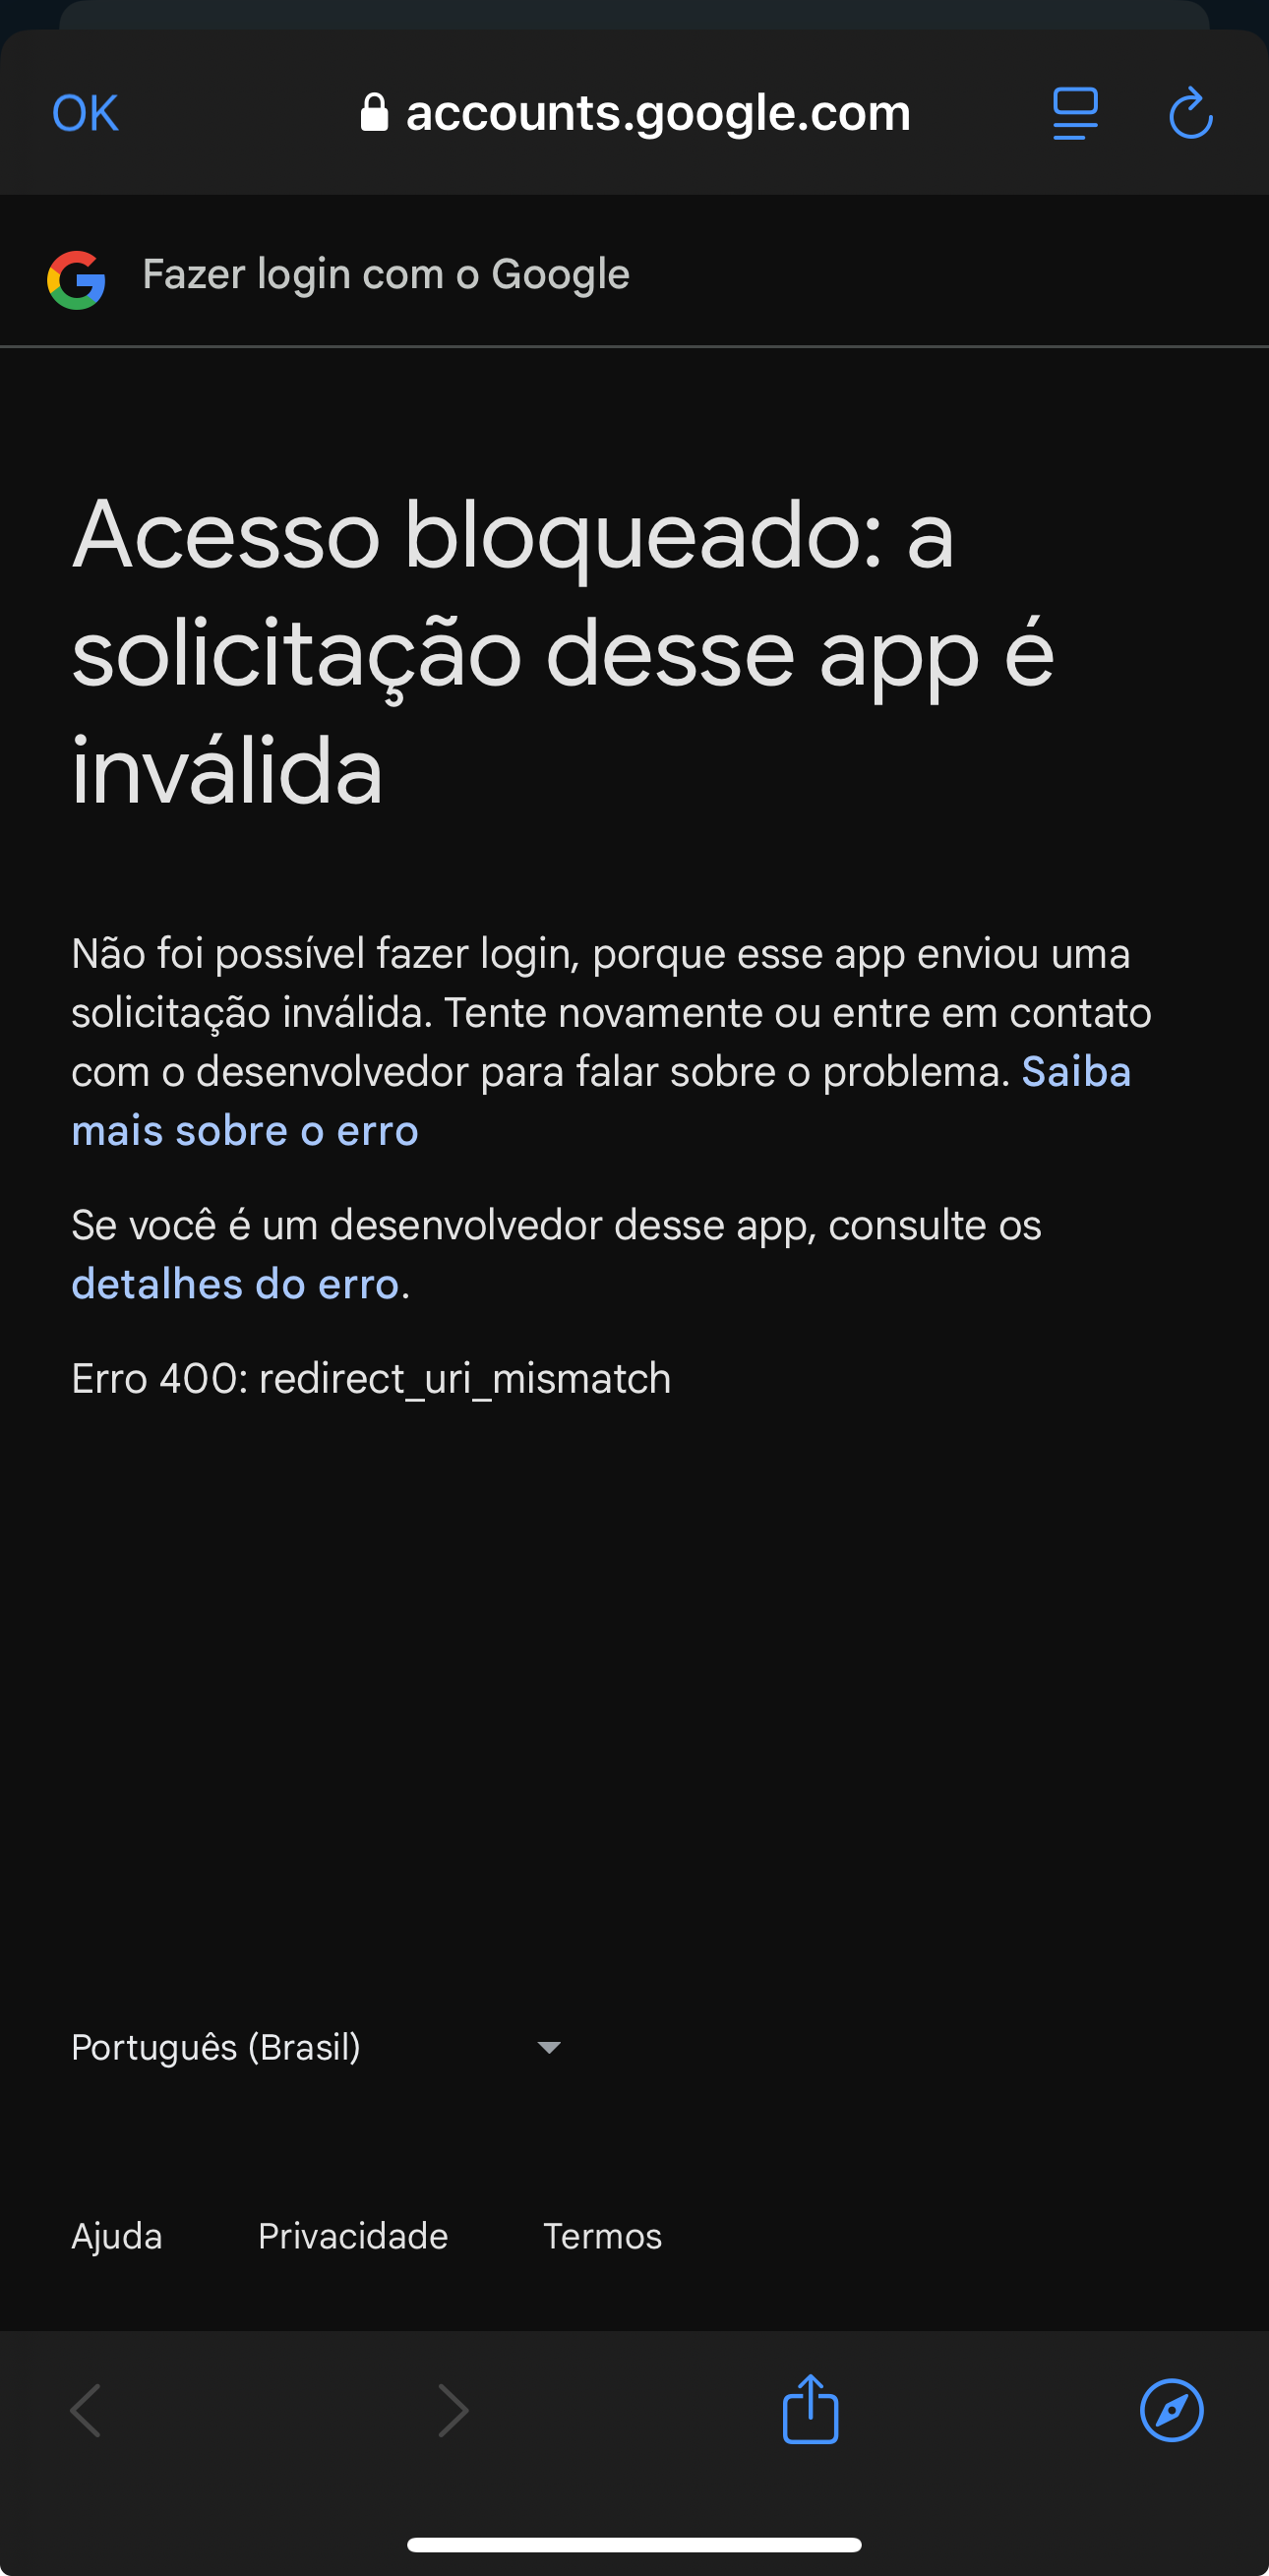 OK
accounts.google.com
Fazer login com o Google
Acesso bloqueado: a
solicitação desse app é
inválida
Não foi possível fazer login, porque esse app enviou uma
solicitação inválida. Tente novamente ou entre em contato
com o desenvolvedor para falar sobre o problema. Saiba
mais sobre o erro
Se você é um desenvolvedor desse app, consulte os
detalhes do erro.
Erro 400: redirect_uri_mismatch
Português (Brasil)
Ajuda Privacidade Termos